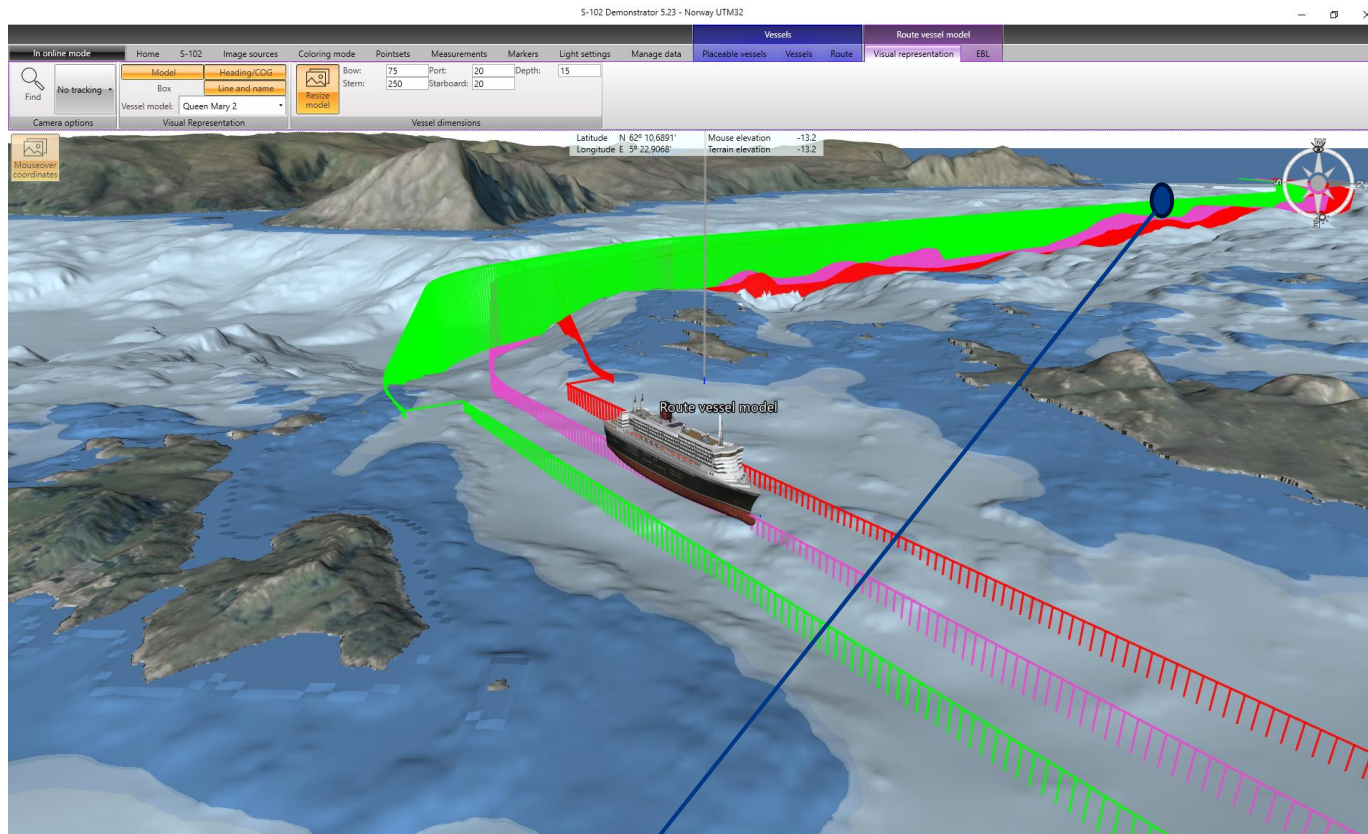 S-102 Demonstrator 5.23 - Norway UTM32
Vessels Route vessel model
In online mode Home S-102 Image sources Coloring mode Pointsets Measurements Markers Light settings Manage data Placeable vessels Vessels Route Visual representation EBL
Find
No tracking
Camera options
Model Heading/COG
Box Line and name
Vessel model: Queen Mary 2
Visual Representation
Resize
model
Bow: 75 Port: 20 Depth: 15
Stern: 250 Starboard: 20
Vessel dimensions
Mouseover
coordinates
Latitude N 62º 10,6891' Mouse elevation -13.2
Longitude E 5º 22,9068' Terrain elevation -13.2
W
S N
E
Route vessel model